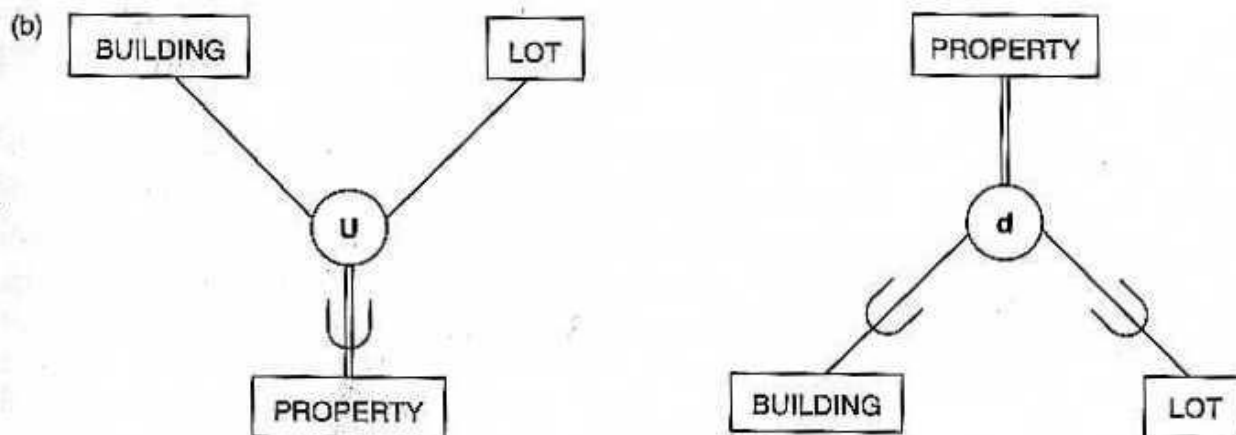 (b)
BUILDING
LOT
U
PROPERTY
PROPERTY
d
BUILDING
LOT